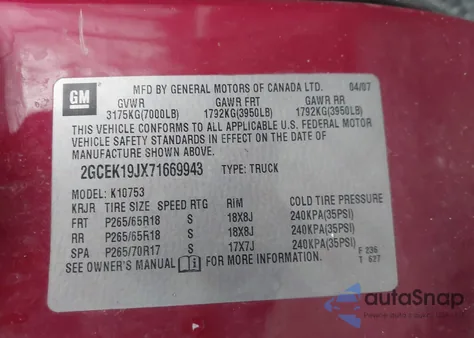 GM
MFD BY GENERAL MOTORS OF CANADA LTD. 04/07
GVWR GAWR FRT GAWR RR
3175KG(7000LB) 1792KG(3950LB) 1792KG(3950LB)
THIS VEHICLE CONFORMS TO ALL APPLICABLE U.S. FEDERAL MOTOR
VEHICLE SAFETY STANDARDS IN EFFECT ON THE DATE
OF MANUFACTURE SHOWN ABOVE.
2GCEK19JX71669943 TYPE: TRUCK
MODEL: K10753
KRJR TIRE SIZE SPEED RTG RIM COLD TIRE PRESSURE
FRT P265/65R18 S 18X8J 240KPA(35PSI)
RR P265/65R18 S 18X8J 240KPA(35PSI)
SPA P265/70R17 S 17X7J 240KPA(35PSI)
SEE OWNER'S MANUAL FOR MORE INFORMATION.
F 236
T 627
autoSnap